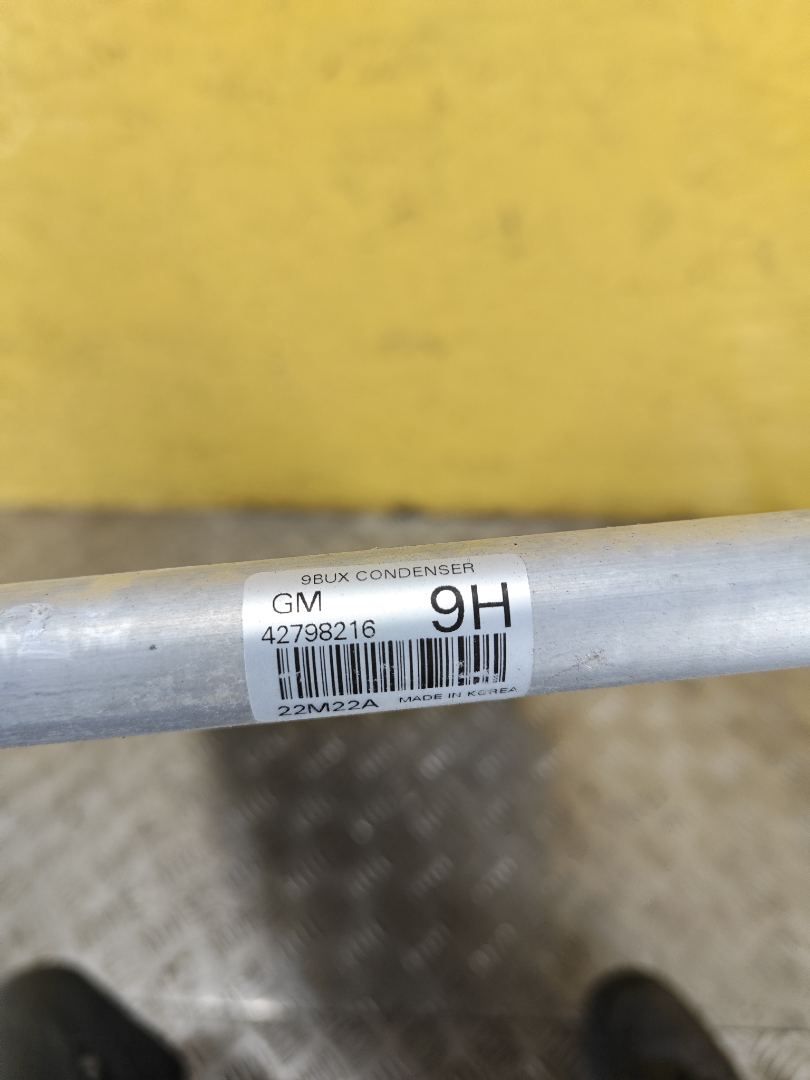 9BUX CONDENSER
GM
9H
42798216
22M22A
MADE IN KOREA